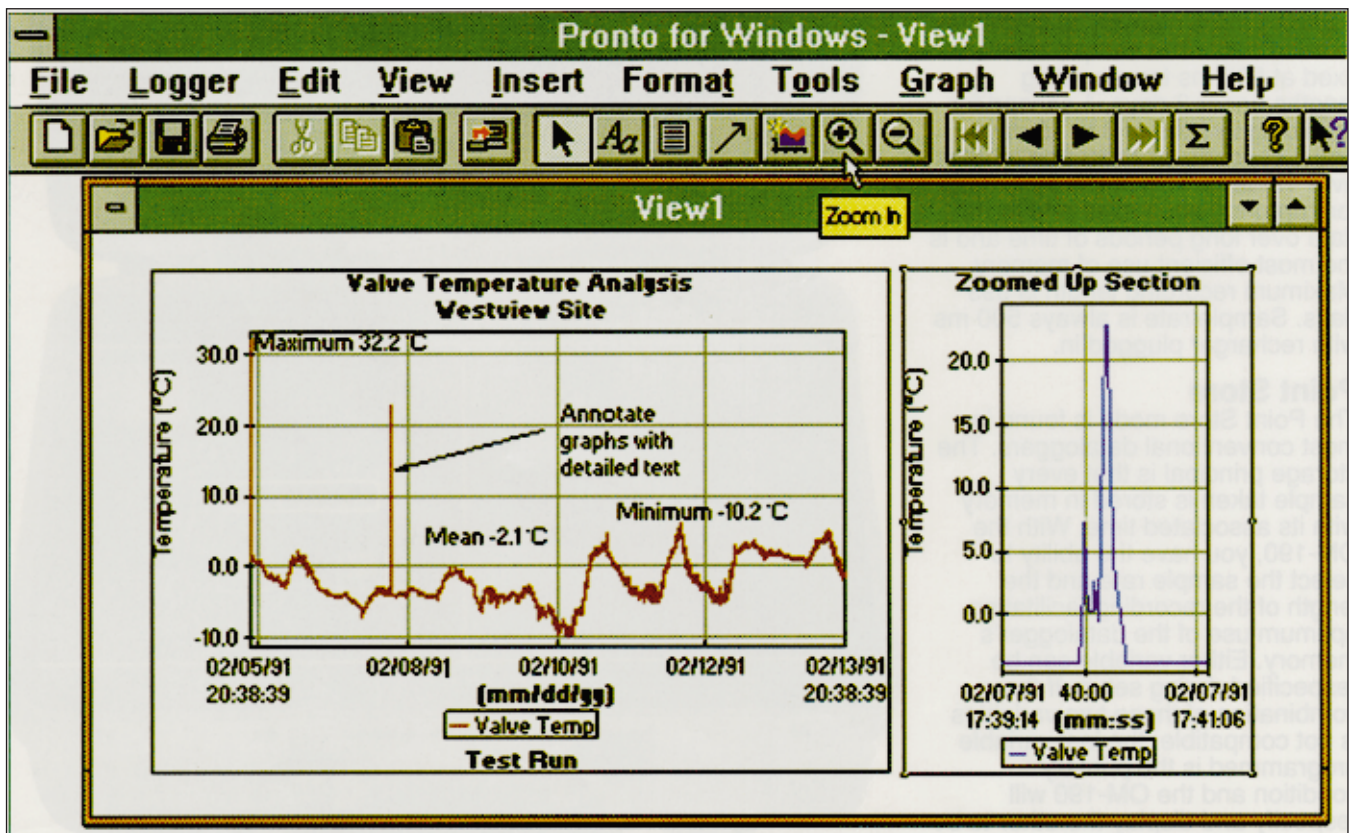 Pronto for Windows - View1
File Logger Edit View Insert Format Tools Graph Window Help
Aa Σ ? ?
View1
Zoom In
Valve Temperature Analysis
Westview Site
Temperature (°C)
30.0
20.0
10.0
0.0
-10.0
Maximum 32.2 °C
Annotate
graphs with
detailed text
Mean -2.1 °C
Minimum -10.2 °C
02/05/91 02/08/91 02/10/91 02/12/91 02/13/91
20:38:39 (mm/dd/yy) 20:38:39
Valve Temp
Test Run
Zoomed Up Section
Temperature (°C)
20.0
15.0
10.0
5.0
0.0
02/07/91 40:00 02/07/91
17:39:14 (mm:ss) 17:41:06
Valve Temp